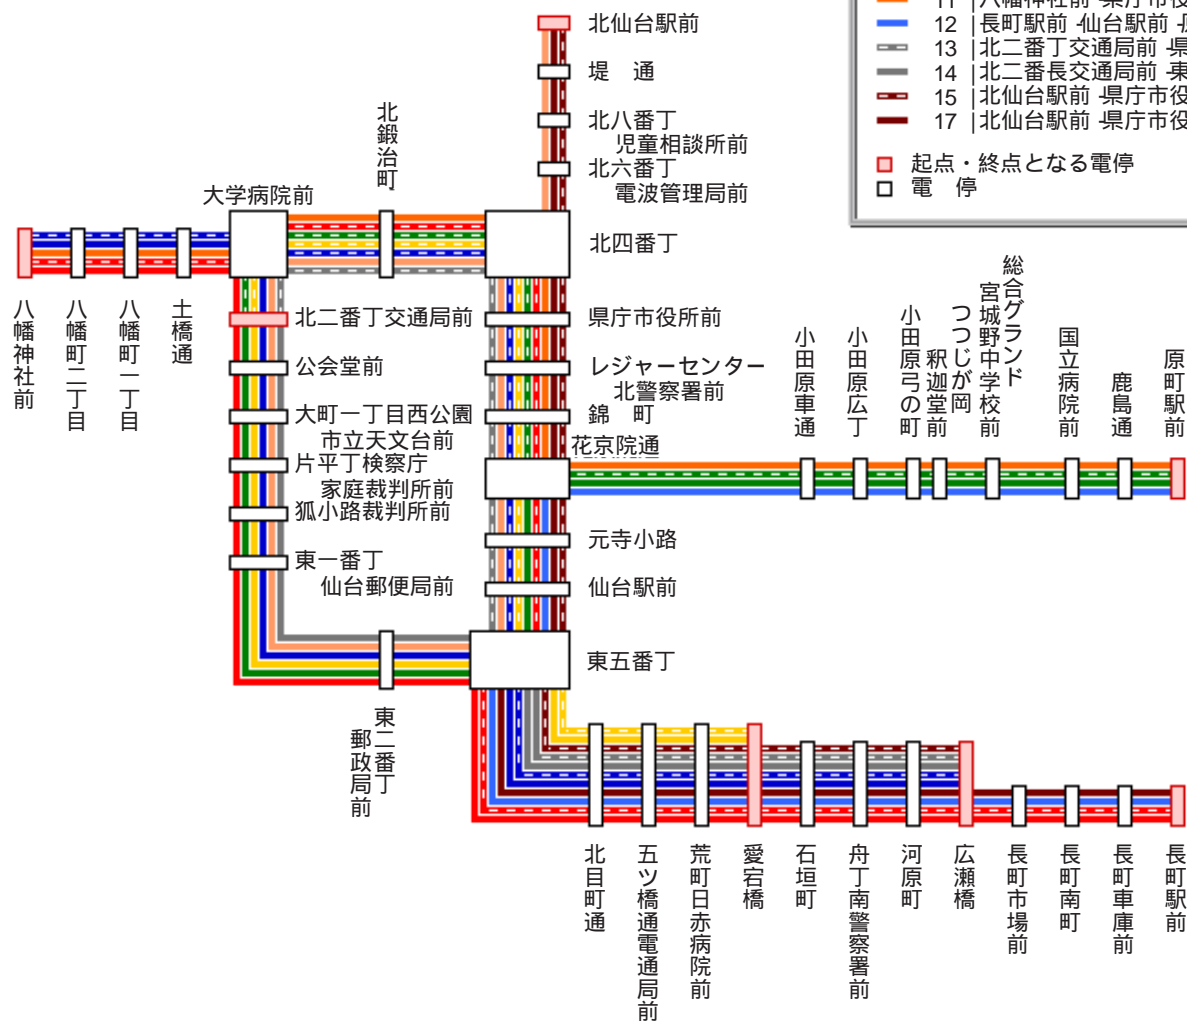 北仙台駅前
堤　通
北八番丁
児童相談所前
北六番丁
電波管理局前
北四番丁
12 |長町駅前-仙台駅前-
13 |北二番丁交通局前-県
14 |北二番長交通局前-東
15 |北仙台駅前-県庁市役
17 |北仙台駅前-県庁市役
起点・終点となる電停
電　停
北鍛治町
大学病院前
八幡神社前
八幡町二丁目
八幡町一丁目
土橋通
北二番丁交通局前
公会堂前
大町一丁目西公園
市立天文台前
片平丁検察庁
家庭裁判所前
狐小路裁判所前
東一番丁
仙台郵便局前
県庁市役所前
レジャーセンター
北警察署前
錦　町
花京院通
元寺小路
仙台駅前
東五番丁
小田原車通
小田原広丁
小田原弓の町
釈迦堂前
つつじが岡
宮城野中学校前
総合グランド
国立病院前
鹿島通
原町駅前
東二番丁
郵政局前
北目町通
五ツ橋通電通局前
荒町日赤病院前
愛宕橋
石垣町
舟丁南警察署前
河原町
広瀬橋
長町市場前
長町南町
長町車庫前
長町駅前